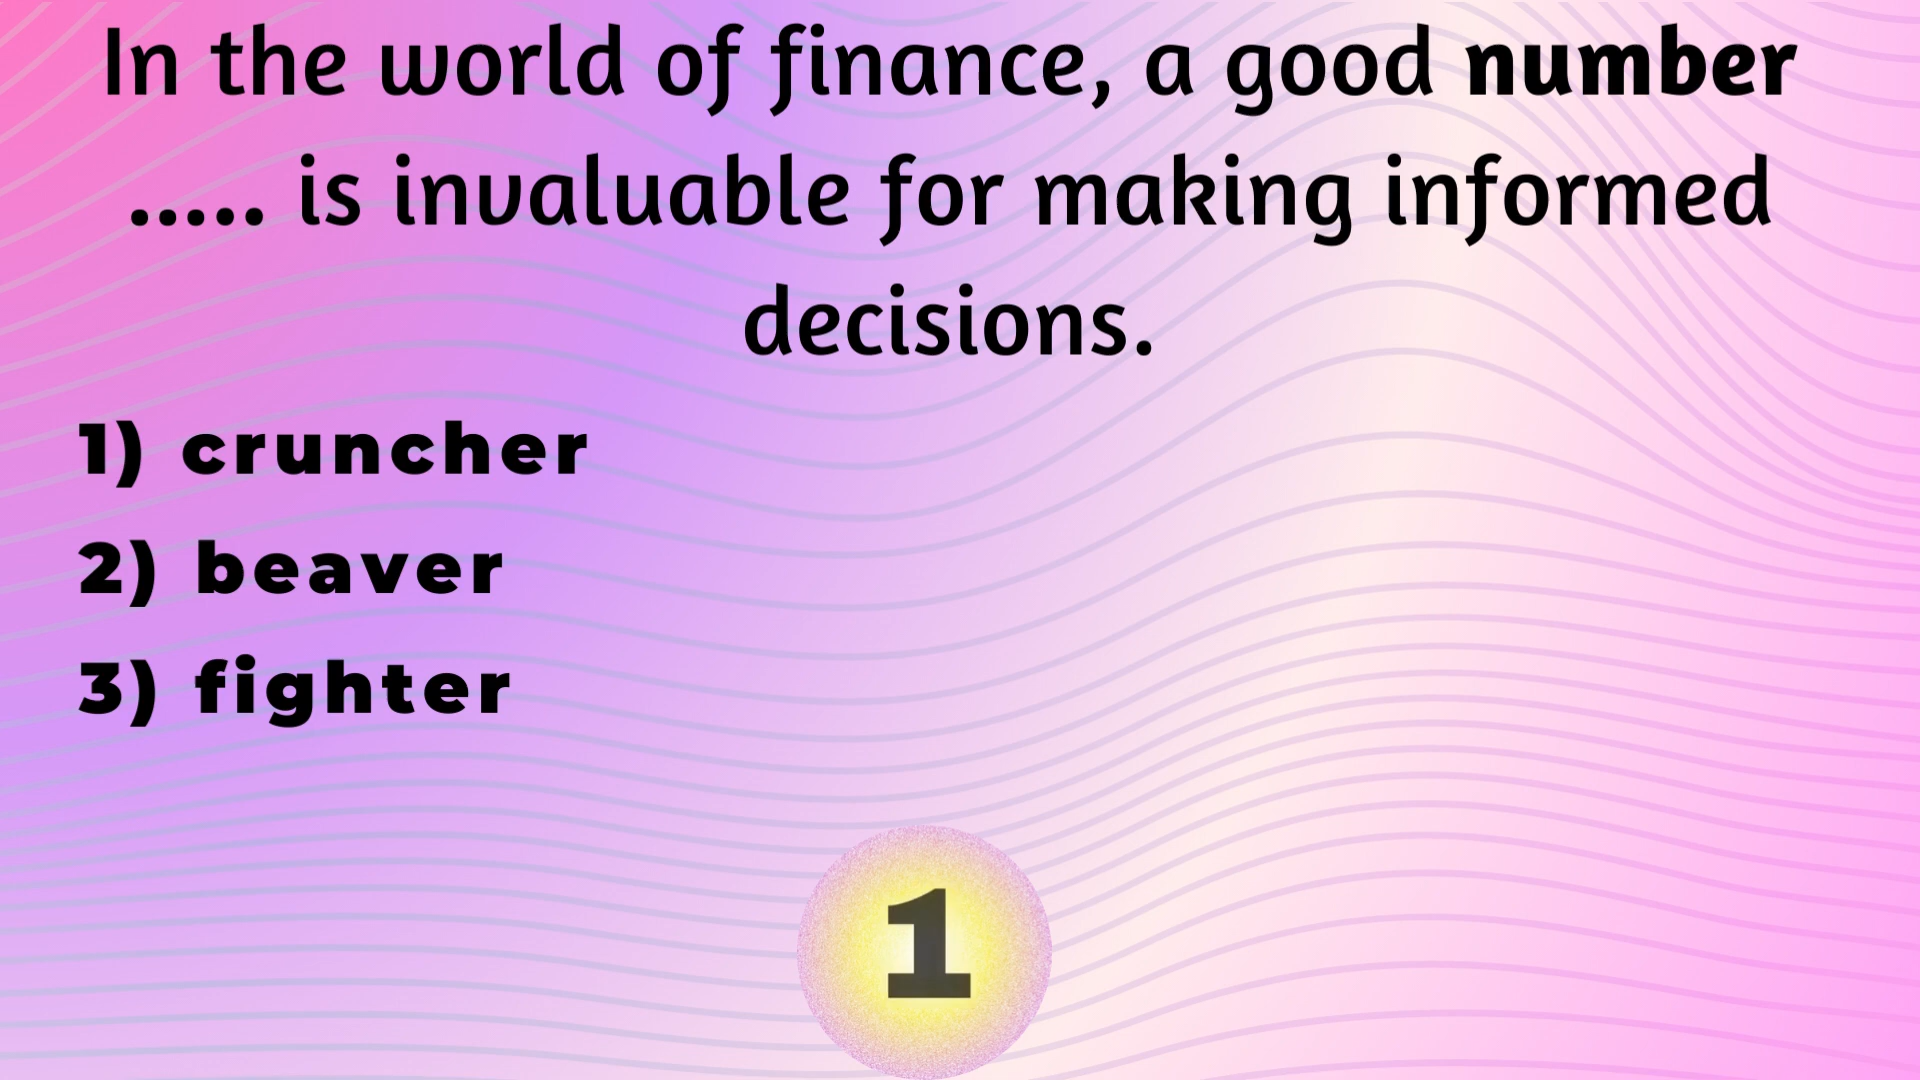 In the world of finance, a good number
..... is invaluable for making informed
decisions.
1) cruncher
2) beaver
3) fighter
1